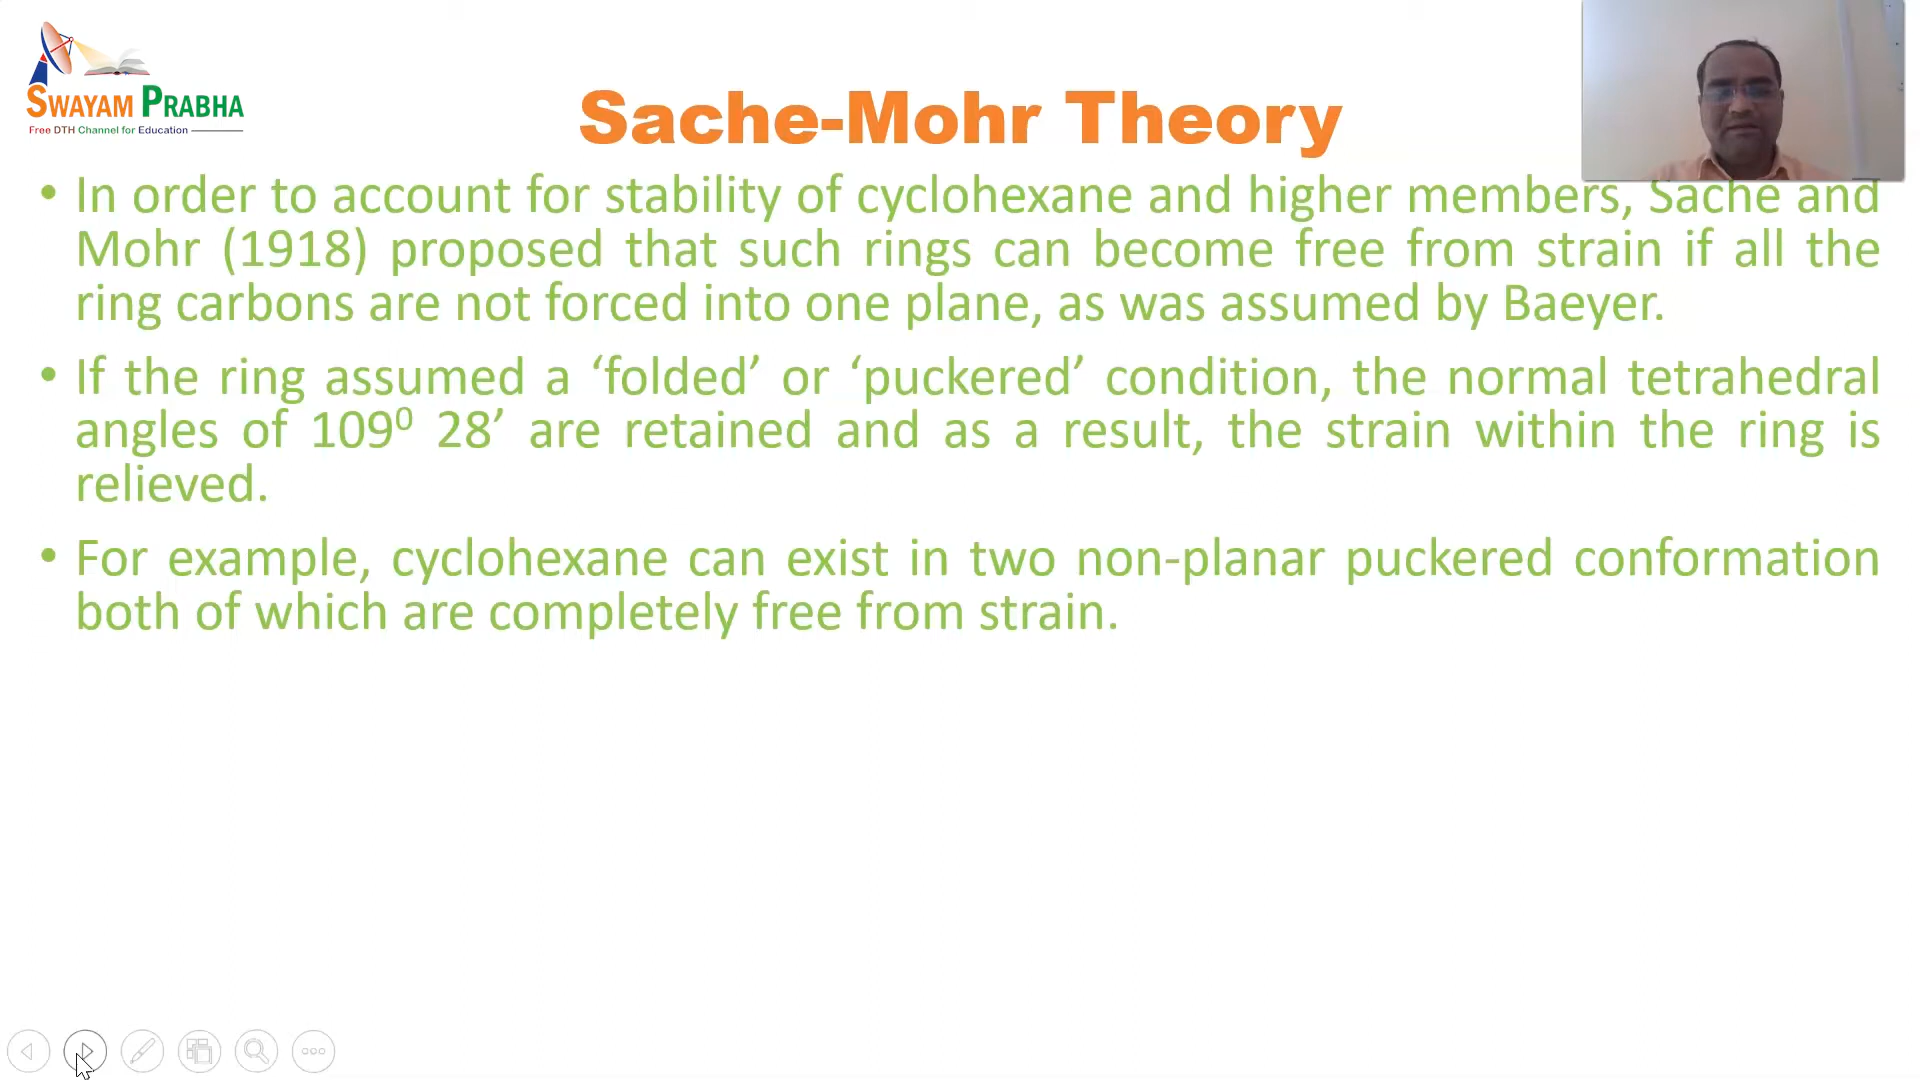 SWAYAM PRABHA
Free DTH Channel for Education
Sache-Mohr Theory
• In order to account for stability of cyclohexane and higher members, Sache and
Mohr (1918) proposed that such rings can become free from strain if all the
ring carbons are not forced into one plane, as was assumed by Baeyer.
• If the ring assumed a ‘folded’ or ‘puckered’ condition, the normal tetrahedral
angles of 109⁰ 28’ are retained and as a result, the strain within the ring is
relieved.
• For example, cyclohexane can exist in two non-planar puckered conformation
both of which are completely free from strain.